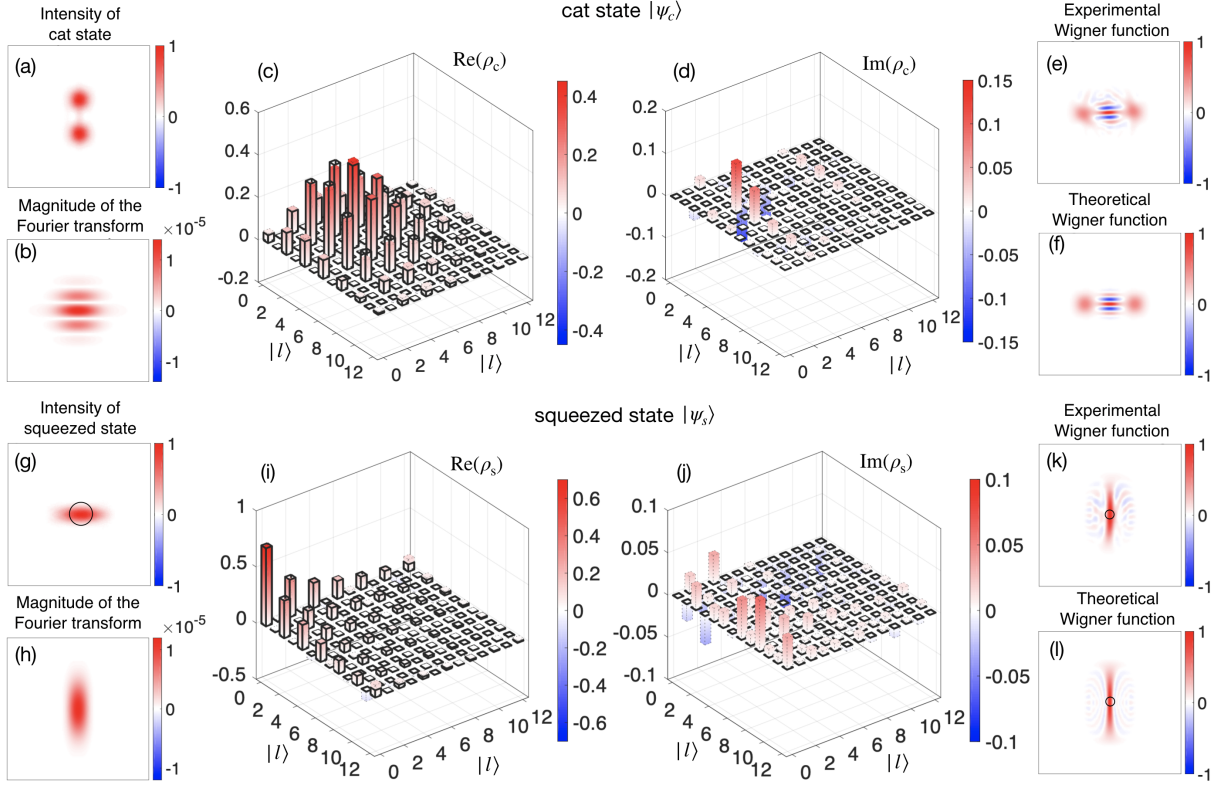 cat state |ψc⟩
Intensity of
cat state
(a)
1
0
-1
Magnitude of the
Fourier transform
×10-5
(b)
1
0
-1
(c)
Re(ρc)
0.6
0.4
0.2
0
-0.2
0
2
4
6
8
10
12
|l⟩
0
2
4
6
8
10
12
|l⟩
0.4
0.2
0
-0.2
-0.4
(d)
Im(ρc)
0.2
0.1
0
-0.1
-0.2
0
2
4
6
8
10
12
|l⟩
0
2
4
6
8
10
12
|l⟩
0.15
0.1
0.05
0
-0.05
-0.1
-0.15
Experimental
Wigner function
(e)
1
0
-1
Theoretical
Wigner function
(f)
1
0
-1
squeezed state |ψs⟩
Intensity of
squeezed state
(g)
1
0
-1
Magnitude of the
Fourier transform
×10-5
(h)
1
0
-1
(i)
Re(ρs)
1
0.5
0
-0.5
0
2
4
6
8
10
12
|l⟩
0
2
4
6
8
10
12
|l⟩
0.6
0.4
0.2
0
-0.2
-0.4
-0.6
(j)
Im(ρs)
0.1
0.05
0
-0.05
-0.1
0
2
4
6
8
10
12
|l⟩
0
2
4
6
8
10
12
|l⟩
0.1
0.05
0
-0.05
-0.1
Experimental
Wigner function
(k)
1
0
-1
Theoretical
Wigner function
(l)
1
0
-1